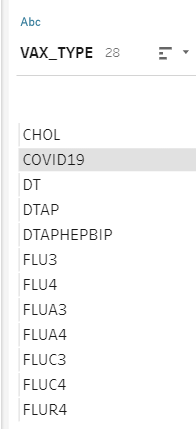 Abc
VAX_TYPE 28
CHOL
COVID19
DT
DTAP
DTAPHEPBIP
FLU3
FLU4
FLUA3
FLUA4
FLUC3
FLUC4
FLUR4